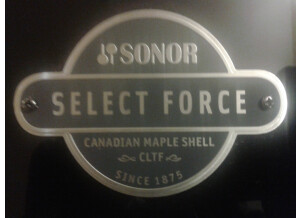 SONOR
SELECT FORCE
CANADIAN MAPLE SHELL
CLTF
SINCE 1875